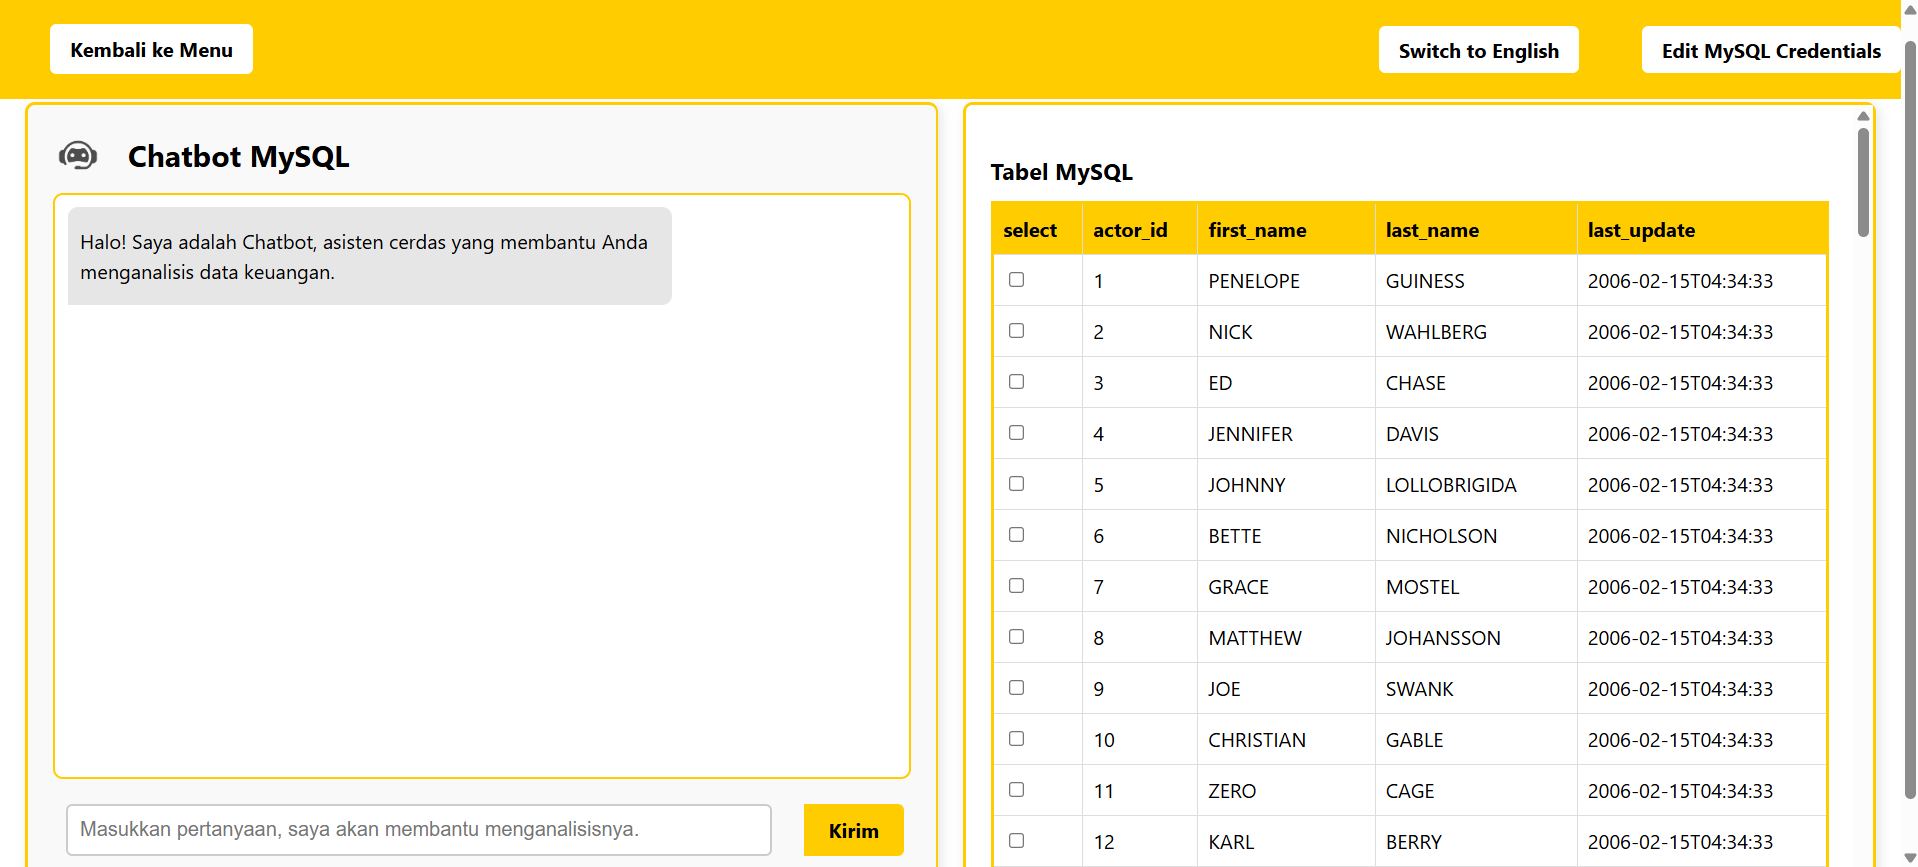 Kembali ke Menu
Switch to English
Edit MySQL Credentials
Chatbot MySQL
Halo! Saya adalah Chatbot, asisten cerdas yang membantu Anda
menganalisis data keuangan.
Masukkan pertanyaan, saya akan membantu menganalisisnya.
Kirim
Tabel MySQL
select actor_id first_name last_name last_update
1 PENELOPE GUINESS 2006-02-15T04:34:33
2 NICK WAHLBERG 2006-02-15T04:34:33
3 ED CHASE 2006-02-15T04:34:33
4 JENNIFER DAVIS 2006-02-15T04:34:33
5 JOHNNY LOLLOBRIGIDA 2006-02-15T04:34:33
6 BETTE NICHOLSON 2006-02-15T04:34:33
7 GRACE MOSTEL 2006-02-15T04:34:33
8 MATTHEW JOHANSSON 2006-02-15T04:34:33
9 JOE SWANK 2006-02-15T04:34:33
10 CHRISTIAN GABLE 2006-02-15T04:34:33
11 ZERO CAGE 2006-02-15T04:34:33
12 KARL BERRY 2006-02-15T04:34:33